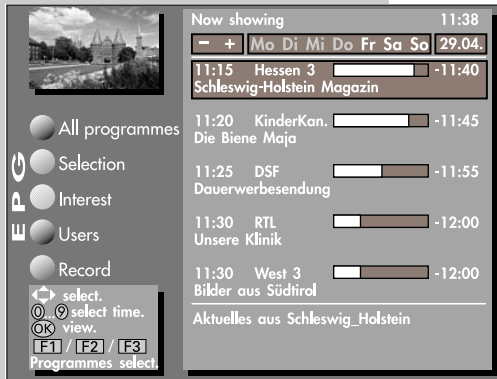 Now showing 11:38
- + Mo Di Mi Do Fr Sa So 29.04.
11:15 Hessen 3 -11:40
Schleswig-Holstein Magazin
11:20 KinderKan. -11:45
Die Biene Maja
11:25 DSF -11:55
Dauerwerbesendung
11:30 RTL -12:00
Unsere Klinik
11:30 West 3 -12:00
Bilder aus Südtirol
Aktuelles aus Schleswig_Holstein
EPG
All programmes
Selection
Interest
Users
Record
select.
0...9 select time.
OK view.
F1 / F2 / F3
Programmes select.